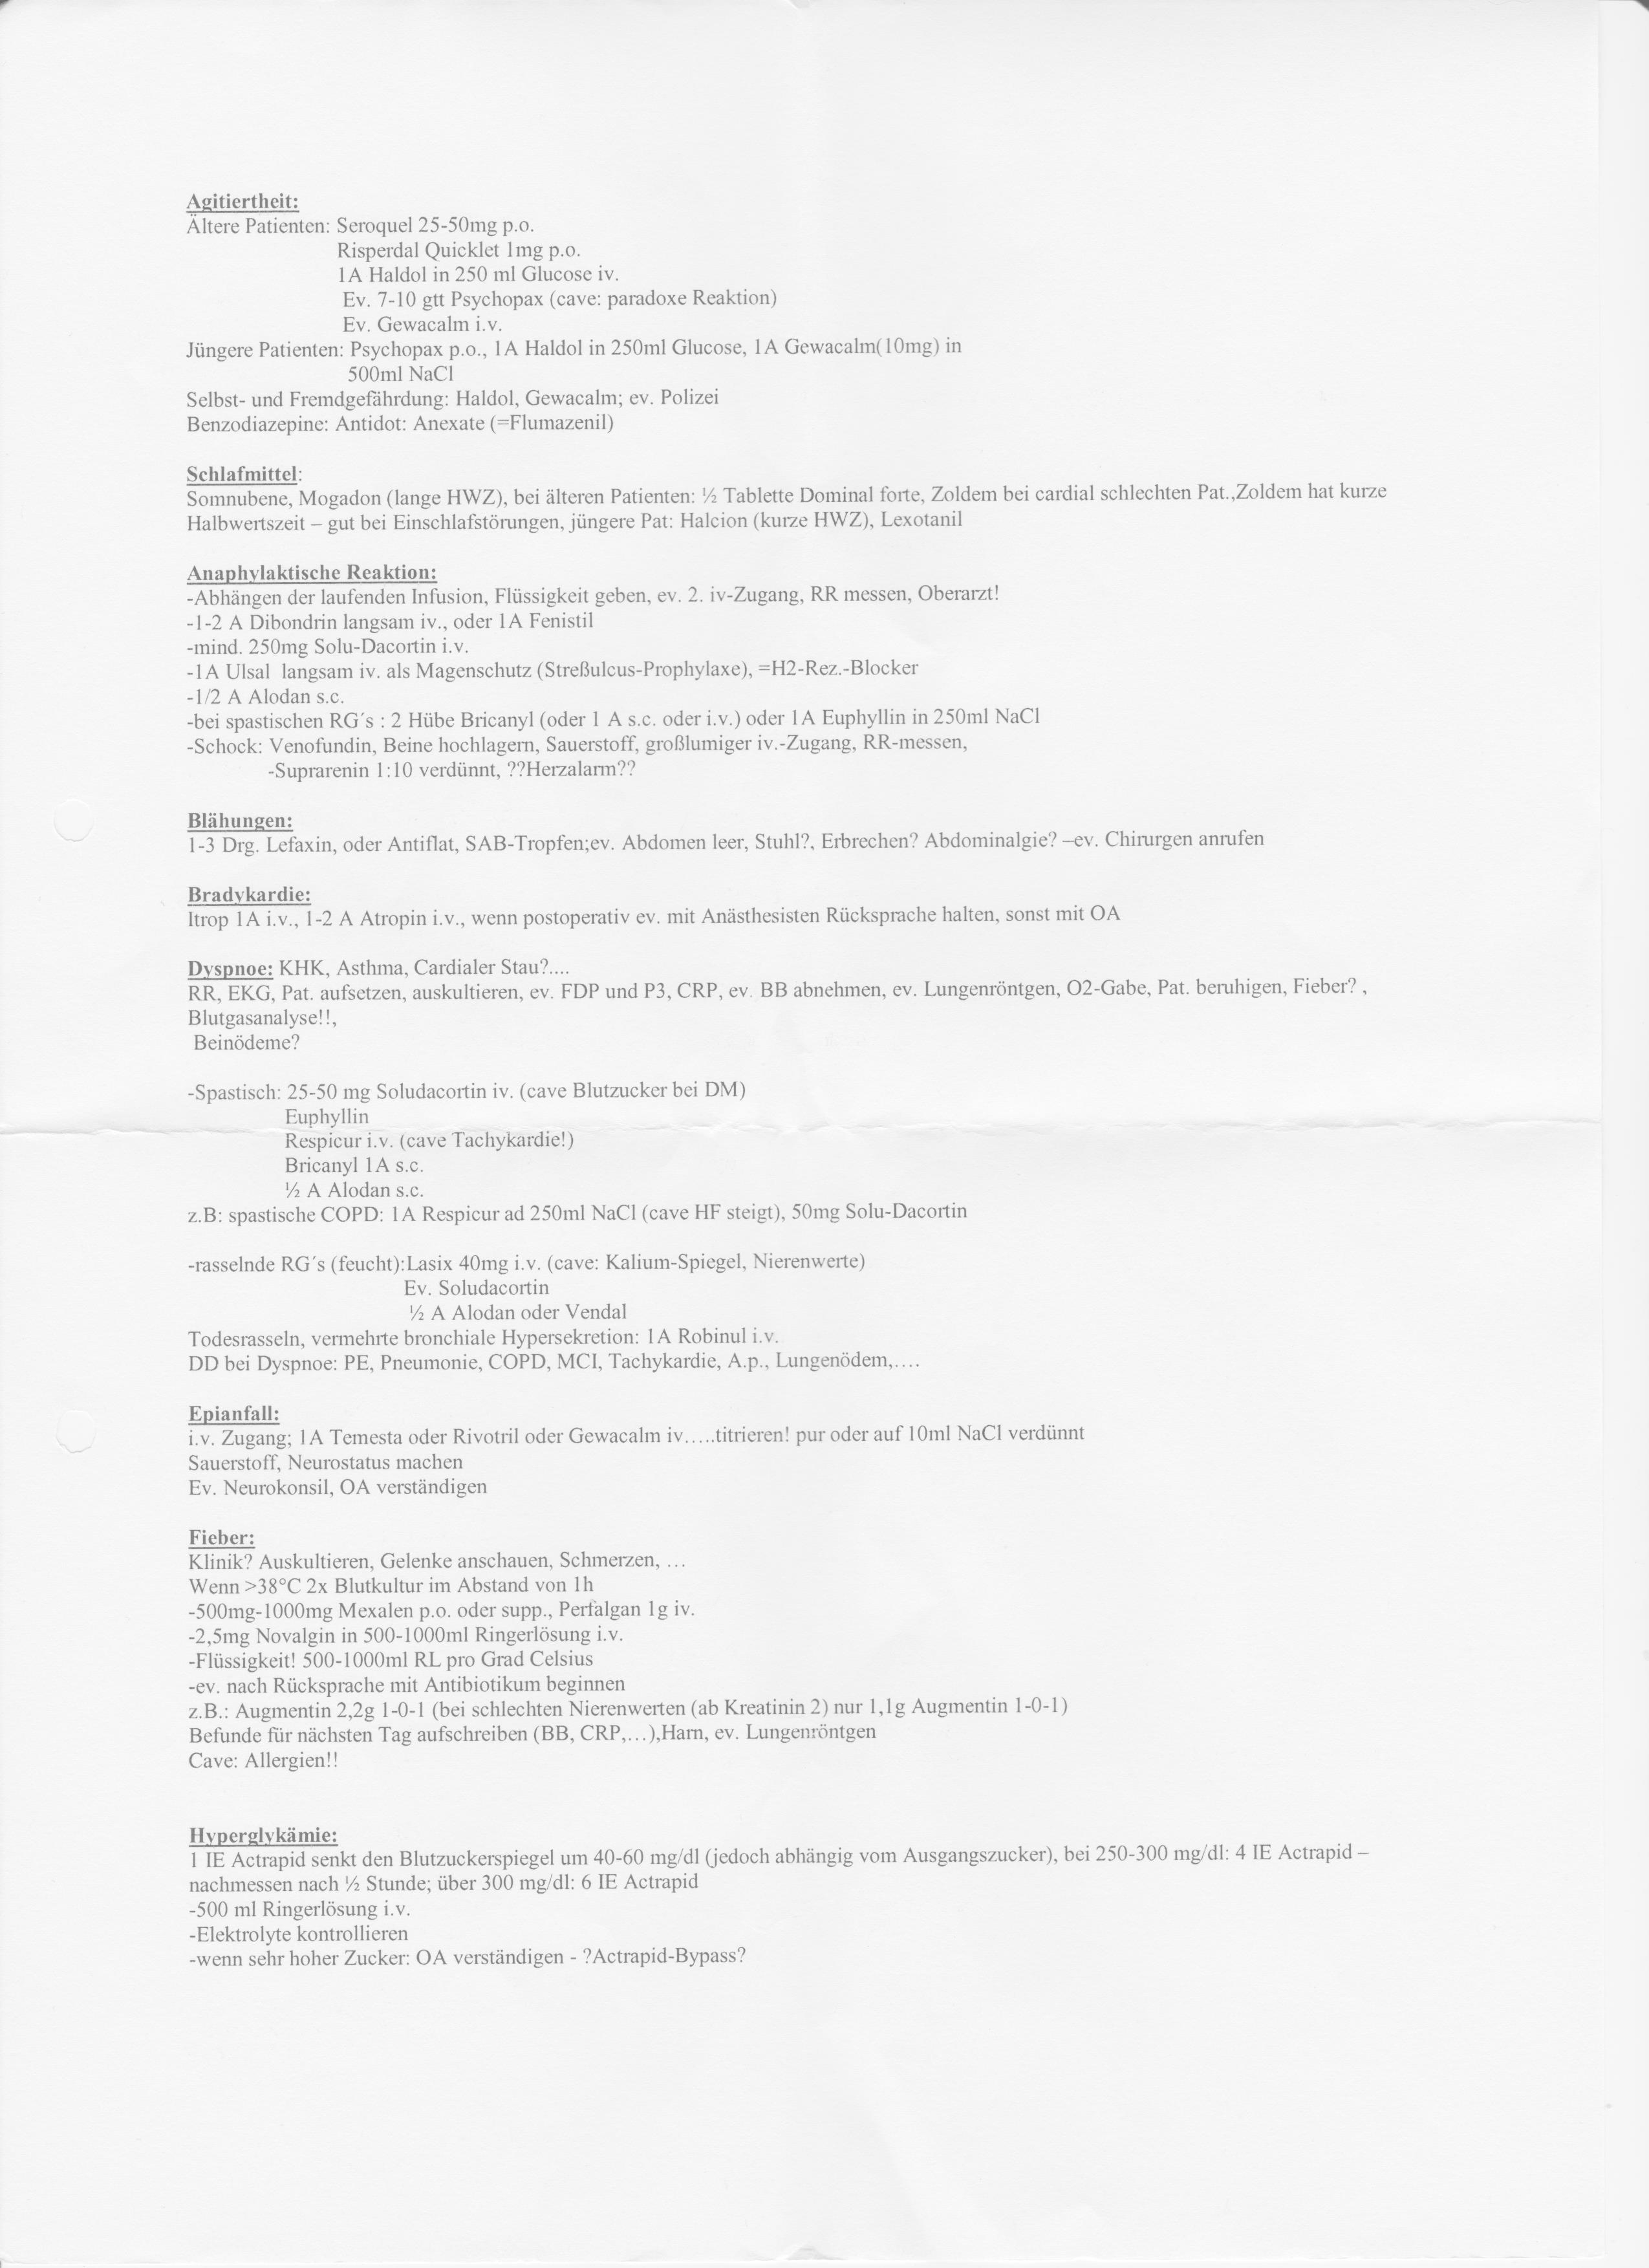 Agitiertheit:
Ältere Patienten: Seroquel 25-50mg p.o.
Risperdal Quicklet 1mg p.o.
1A Haldol in 250 ml Glucose iv.
Ev. 7-10 gtt Psychopax (cave: paradoxe Reaktion)
Ev. Gewacalm i.v.
Jüngere Patienten: Psychopax p.o., 1A Haldol in 250ml Glucose, 1A Gewacalm(10mg) in
500ml NaCl
Selbst- und Fremdgefährdung: Haldol, Gewacalm; ev. Polizei
Benzodiazepine: Antidot: Anexate (=Flumazenil)
Schlafmittel:
Somnubene, Mogadon (lange HWZ), bei älteren Patienten: ½ Tablette Dominal forte, Zoldem bei cardial schlechten Pat.,Zoldem hat kurze
Halbwertszeit – gut bei Einschlafstörungen, jüngere Pat: Halcion (kurze HWZ), Lexotanil
Anaphylaktische Reaktion:
-Abhängen der laufenden Infusion, Flüssigkeit geben, ev. 2. iv-Zugang, RR messen, Oberarzt!
-1-2 A Dibondrin langsam iv., oder 1A Fenistil
-mind. 250mg Solu-Dacortin i.v.
-1A Ulsal  langsam iv. als Magenschutz (Streßulcus-Prophylaxe), =H2-Rez.-Blocker
-1/2 A Alodan s.c.
-bei spastischen RG´s : 2 Hübe Bricanyl (oder 1 A s.c. oder i.v.) oder 1A Euphyllin in 250ml NaCl
-Schock: Venofundin, Beine hochlagern, Sauerstoff, großlumiger iv.-Zugang, RR-messen,
-Suprarenin 1:10 verdünnt, ??Herzalarm??
Blähungen:
1-3 Drg. Lefaxin, oder Antiflat, SAB-Tropfen;ev. Abdomen leer, Stuhl?, Erbrechen? Abdominalgie? –ev. Chirurgen anrufen
Bradykardie:
Itrop 1A i.v., 1-2 A Atropin i.v., wenn postoperativ ev. mit Anästhesisten Rücksprache halten, sonst mit OA
Dyspnoe: KHK, Asthma, Cardialer Stau?....
RR, EKG, Pat. aufsetzen, auskultieren, ev. FDP und P3, CRP, ev. BB abnehmen, ev. Lungenröntgen, O2-Gabe, Pat. beruhigen, Fieber? ,
Blutgasanalyse!!,
Beinödeme?
-Spastisch: 25-50 mg Soludacortin iv. (cave Blutzucker bei DM)
Euphyllin
Respicur i.v. (cave Tachykardie!)
Bricanyl 1A s.c.
½ A Alodan s.c.
z.B: spastische COPD: 1A Respicur ad 250ml NaCl (cave HF steigt), 50mg Solu-Dacortin
-rasselnde RG´s (feucht):Lasix 40mg i.v. (cave: Kalium-Spiegel, Nierenwerte)
Ev. Soludacortin
½ A Alodan oder Vendal
Todesrasseln, vermehrte bronchiale Hypersekretion: 1A Robinul i.v.
DD bei Dyspnoe: PE, Pneumonie, COPD, MCI, Tachykardie, A.p., Lungenödem,….
Epianfall:
i.v. Zugang; 1A Temesta oder Rivotril oder Gewacalm iv…..titrieren! pur oder auf 10ml NaCl verdünnt
Sauerstoff, Neurostatus machen
Ev. Neurokonsil, OA verständigen
Fieber:
Klinik? Auskultieren, Gelenke anschauen, Schmerzen, …
Wenn >38°C 2x Blutkultur im Abstand von 1h
-500mg-1000mg Mexalen p.o. oder supp., Perfalgan 1g iv.
-2,5mg Novalgin in 500-1000ml Ringerlösung i.v.
-Flüssigkeit! 500-1000ml RL pro Grad Celsius
-ev. nach Rücksprache mit Antibiotikum beginnen
z.B.: Augmentin 2,2g 1-0-1 (bei schlechten Nierenwerten (ab Kreatinin 2) nur 1,1g Augmentin 1-0-1)
Befunde für nächsten Tag aufschreiben (BB, CRP,…),Harn, ev. Lungenröntgen
Cave: Allergien!!
Hyperglykämie:
1 IE Actrapid senkt den Blutzuckerspiegel um 40-60 mg/dl (jedoch abhängig vom Ausgangszucker), bei 250-300 mg/dl: 4 IE Actrapid –
nachmessen nach ½ Stunde; über 300 mg/dl: 6 IE Actrapid
-500 ml Ringerlösung i.v.
-Elektrolyte kontrollieren
-wenn sehr hoher Zucker: OA verständigen - ?Actrapid-Bypass?